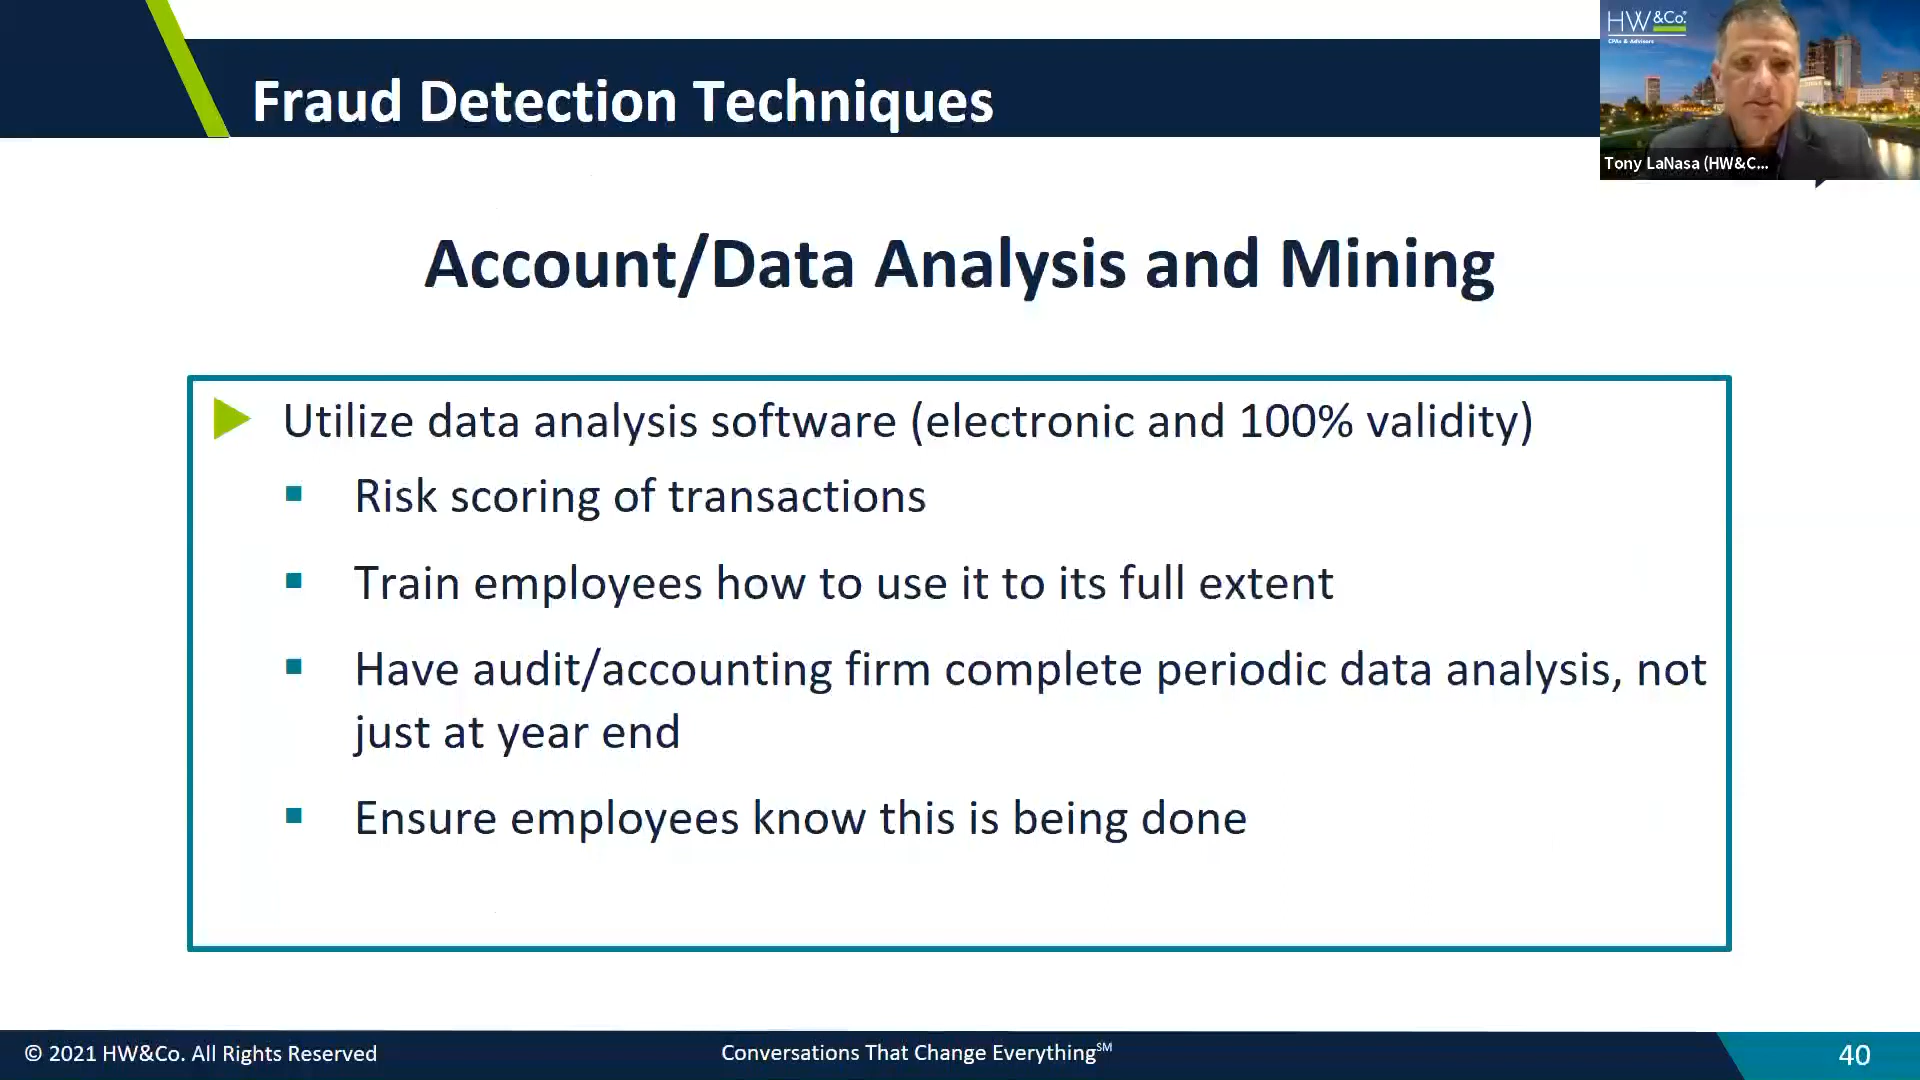 Fraud Detection Techniques
HW&Co.
CPAs & Advisors
Tony LaNasa (HW&C...
Account/Data Analysis and Mining
Utilize data analysis software (electronic and 100% validity)
Risk scoring of transactions
Train employees how to use it to its full extent
Have audit/accounting firm complete periodic data analysis, not
just at year end
Ensure employees know this is being done
© 2021 HW&Co. All Rights Reserved
Conversations That Change Everything℠
40